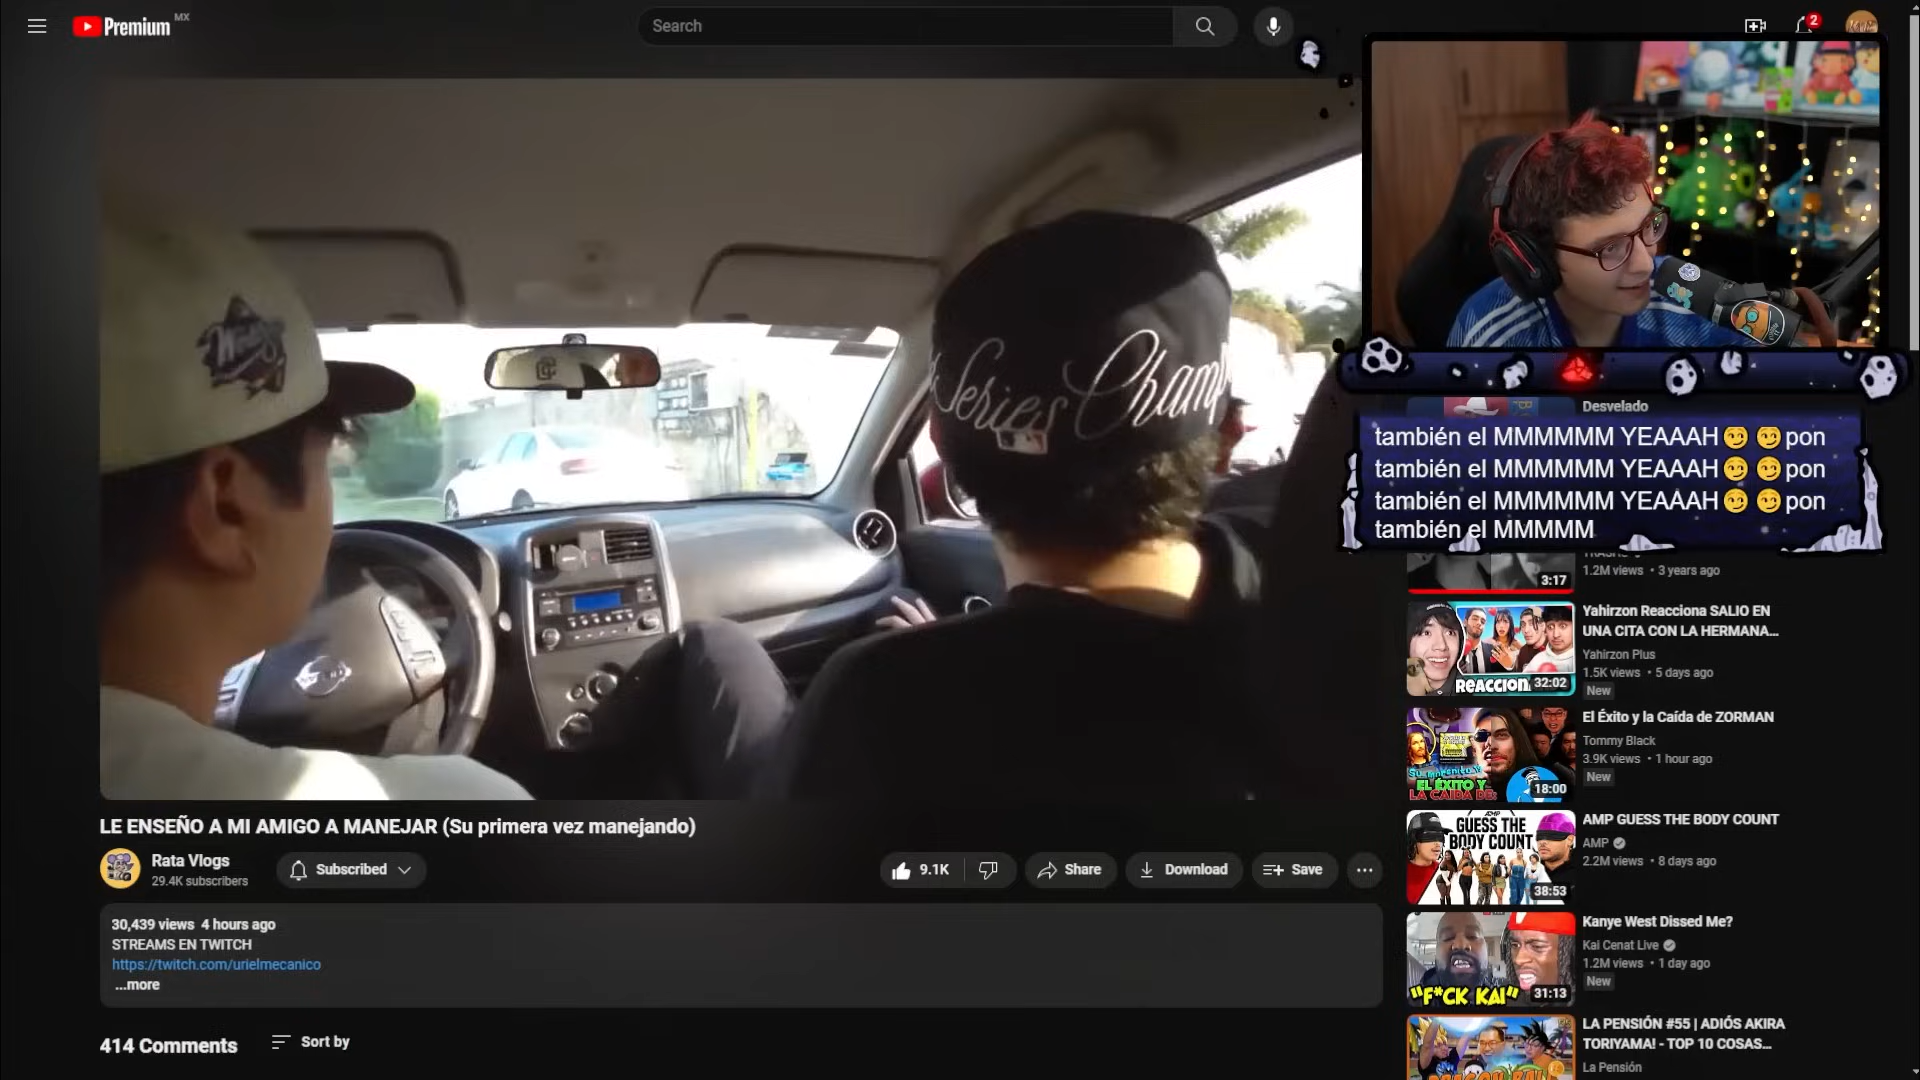 Premium MX
Search
2
World
Series Champ
Desvelado
también el MMMMMM YEAAAH😏 😏pon
también el MMMMMM YEAAAH😏 😏pon
también el MMMMMM YEAAAH😏 😏pon
también el MMMMM
3:17
1.2M views • 3 years ago
Yahirzon Reacciona SALIO EN
UNA CITA CON LA HERMANA...
Yahirzon Plus
1.5K views • 5 days ago
New
REACCION
32:02
El Éxito y la Caída de ZORMAN
Tommy Black
3.9K views • 1 hour ago
New
EL ÉXITO Y
LA CAIDA DE:
18:00
AMP GUESS THE BODY COUNT
AMP
2.2M views • 8 days ago
AMP
GUESS THE
BODY COUNT
38:53
Kanye West Dissed Me?
Kai Cenat Live
1.2M views • 1 day ago
New
"F*CK KAI"
31:13
LA PENSIÓN #55 | ADIÓS AKIRA
TORIYAMA! - TOP 10 COSAS...
La Pensión
LE ENSEÑO A MI AMIGO A MANEJAR (Su primera vez manejando)
Rata Vlogs
29.4K subscribers
Subscribed
9.1K
Share
Download
Save
30,439 views 4 hours ago
STREAMS EN TWITCH
https://twitch.com/urielmecanico
...more
414 Comments
Sort by